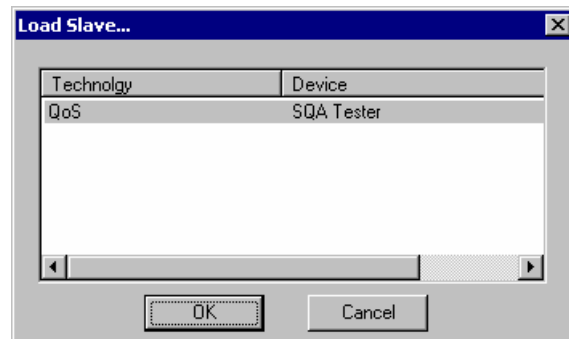 Load Slave...
Technolgy Device
QoS SQA Tester
OK Cancel